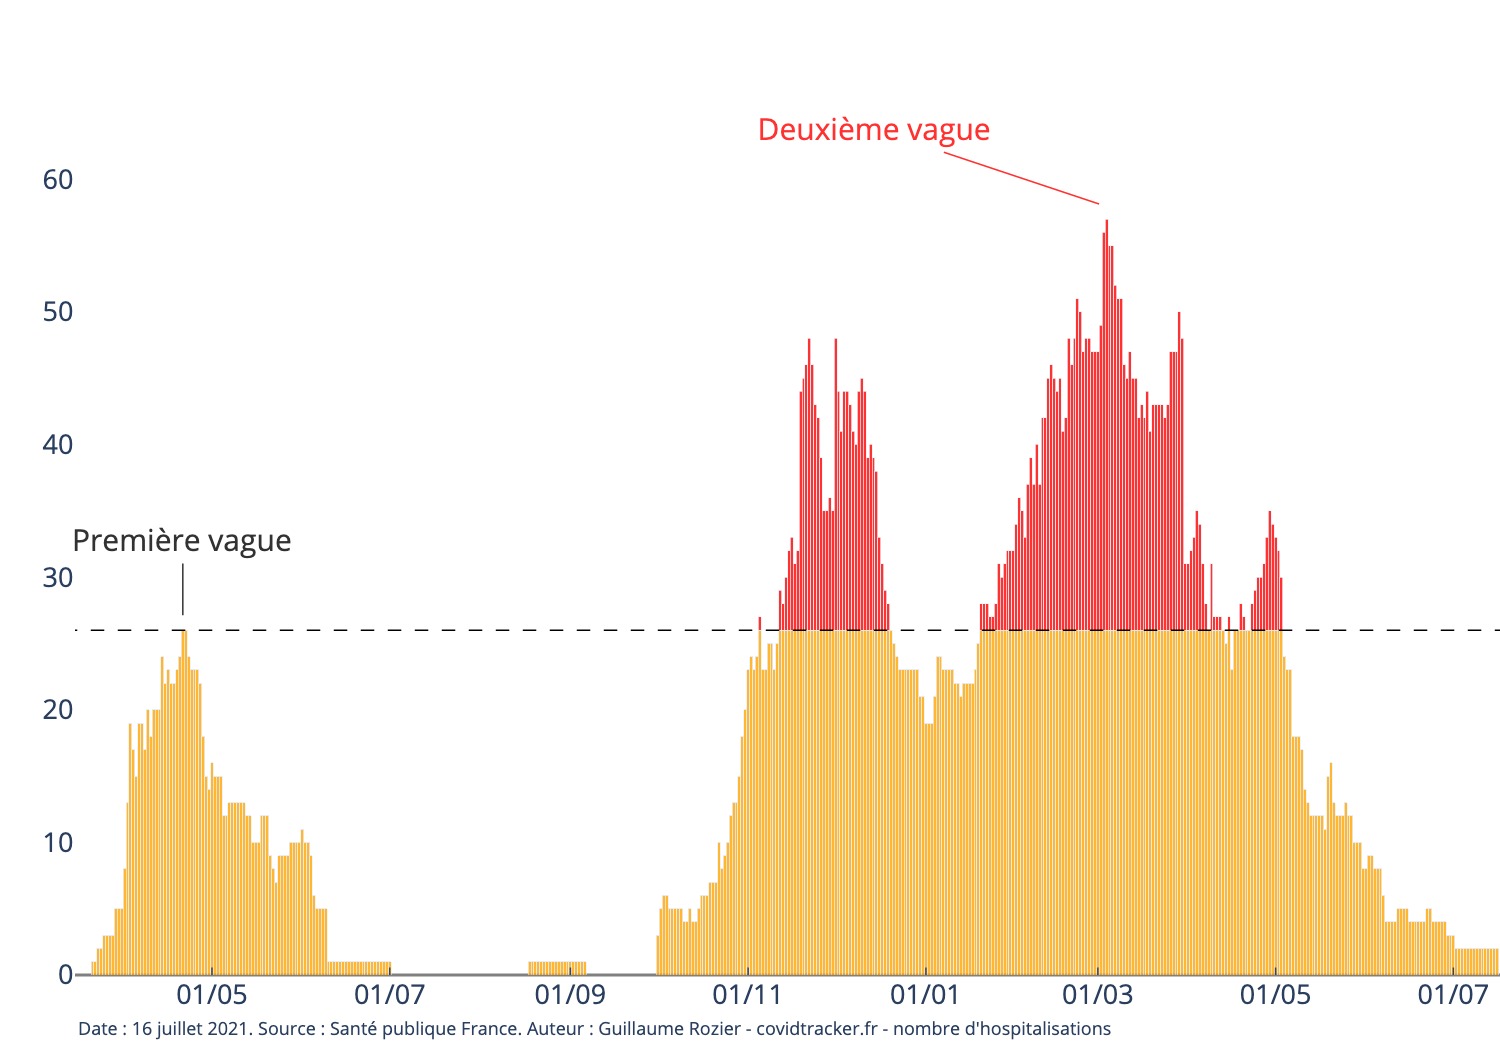 Deuxième vague
60
50
40
Première vague
30
20
10
0
01/05 01/07 01/09 01/11 01/01 01/03 01/05 01/07
Date : 16 juillet 2021. Source : Santé publique France. Auteur : Guillaume Rozier - covidtracker.fr - nombre d'hospitalisations